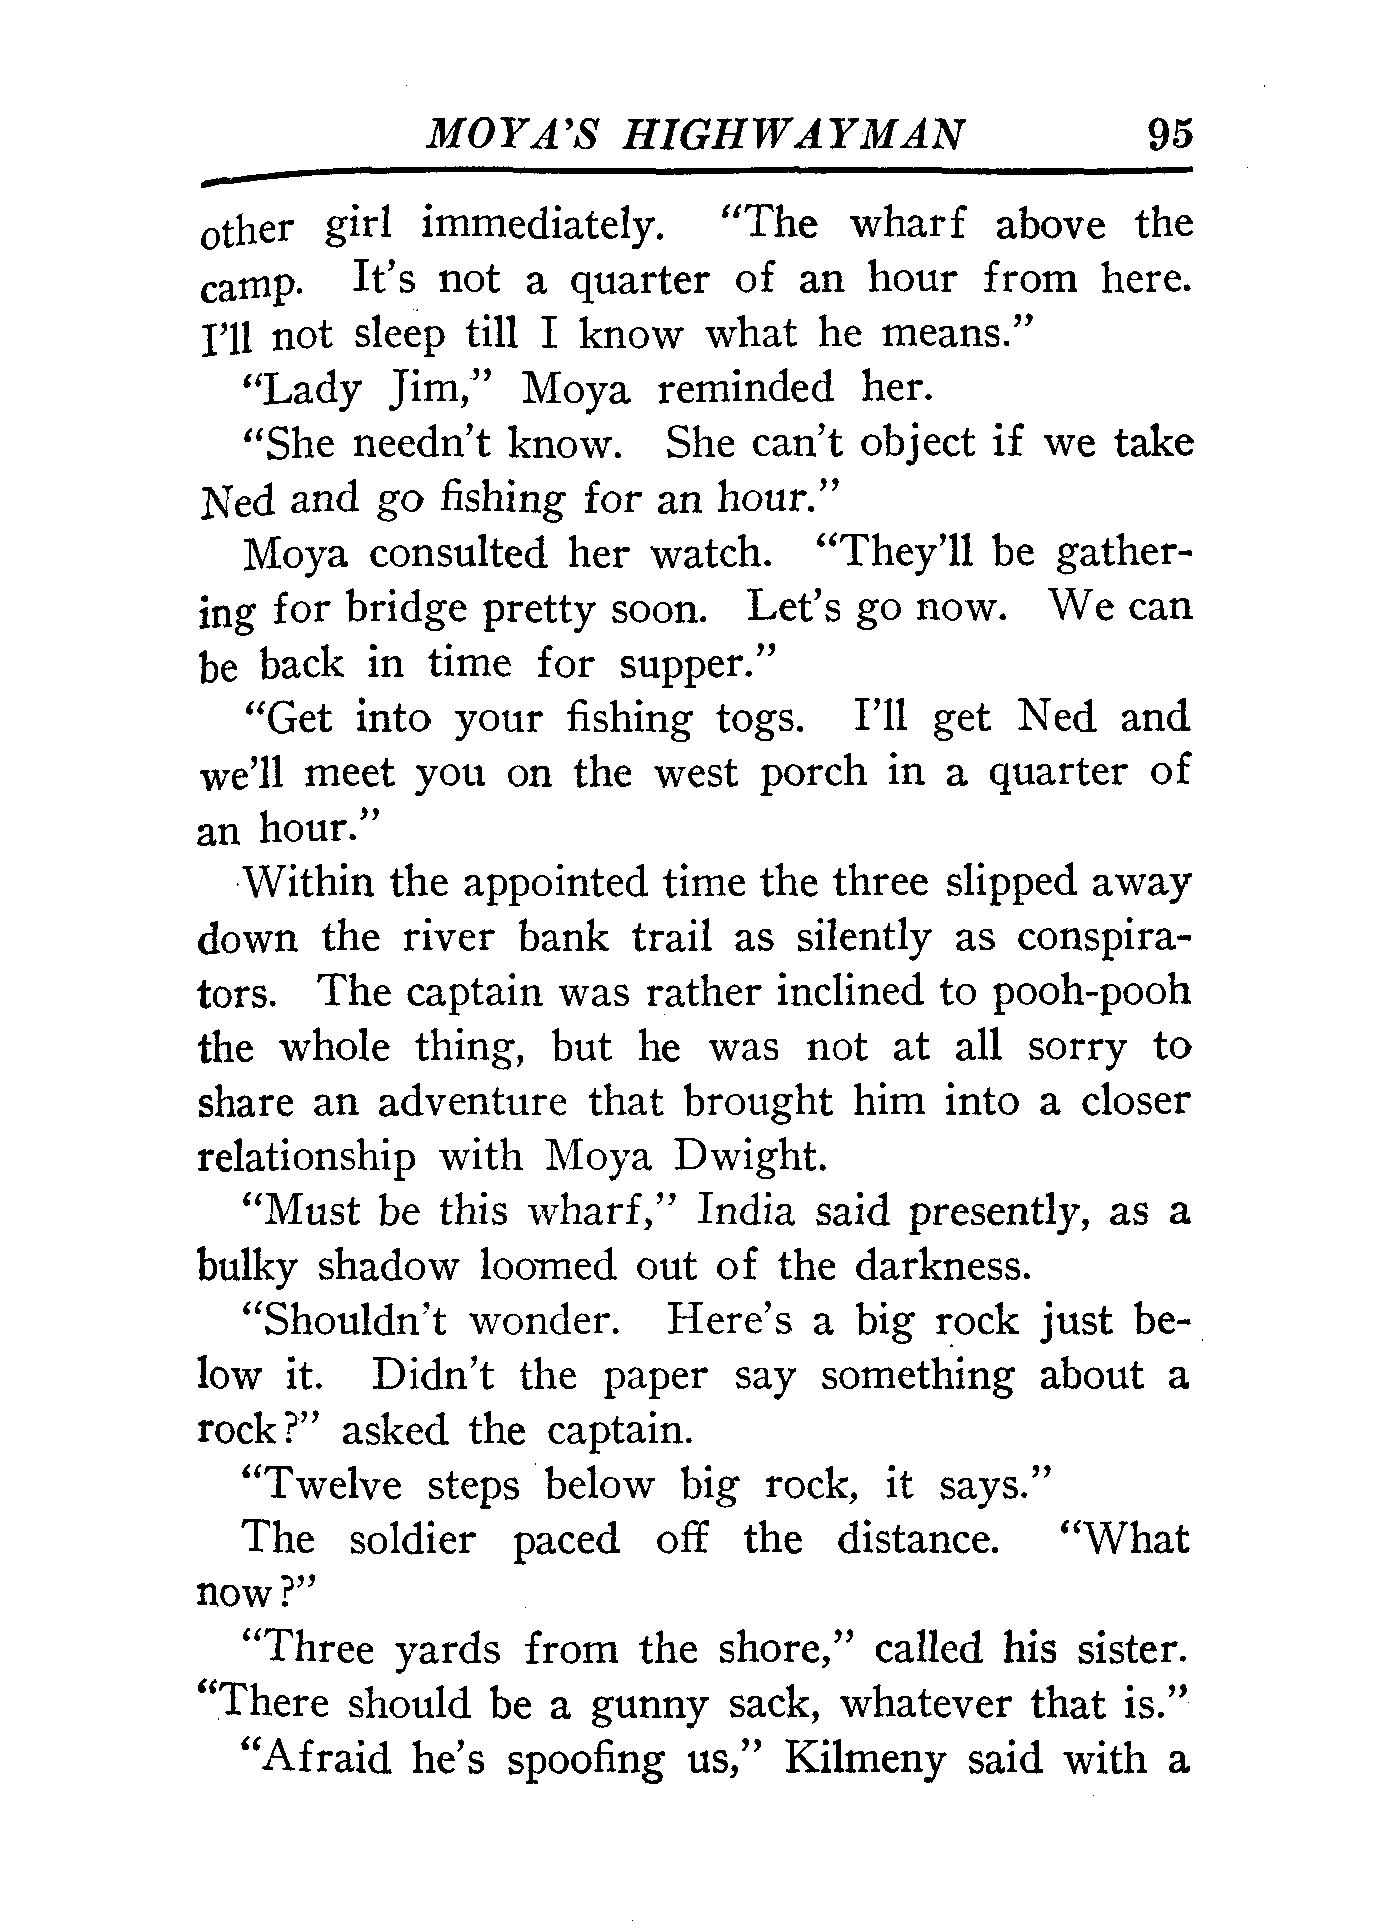 MOYA'S HIGHWAYMAN 95
other girl immediately. "The wharf above the
camp. It's not a quarter of an hour from here.
I'll not sleep till I know what he means."
"Lady Jim," Moya reminded her.
"She needn't know. She can't object if we take
Ned and go fishing for an hour."
Moya consulted her watch. "They'll be gather-
ing for bridge pretty soon. Let's go now. We can
be back in time for supper."
"Get into your fishing togs. I'll get Ned and
we'll meet you on the west porch in a quarter of
an hour."
Within the appointed time the three slipped away
down the river bank trail as silently as conspira-
tors. The captain was rather inclined to pooh-pooh
the whole thing, but he was not at all sorry to
share an adventure that brought him into a closer
relationship with Moya Dwight.
"Must be this wharf," India said presently, as a
bulky shadow loomed out of the darkness.
"Shouldn't wonder. Here's a big rock just be-
low it. Didn't the paper say something about a
rock?" asked the captain.
"Twelve steps below big rock, it says."
The soldier paced off the distance. "What
now?"
"Three yards from the shore," called his sister.
"There should be a gunny sack, whatever that is."
"Afraid he's spoofing us," Kilmeny said with a